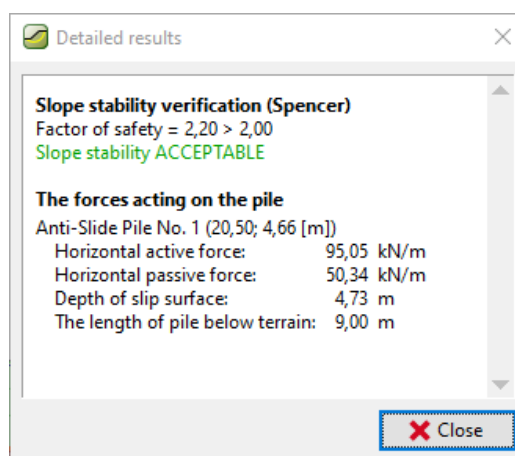 Detailed results
Slope stability verification (Spencer)
Factor of safety = 2,20 > 2,00
Slope stability ACCEPTABLE
The forces acting on the pile
Anti-Slide Pile No. 1 (20,50; 4,66 [m])
Horizontal active force: 95,05 kN/m
Horizontal passive force: 50,34 kN/m
Depth of slip surface: 4,73 m
The length of pile below terrain: 9,00 m
Close